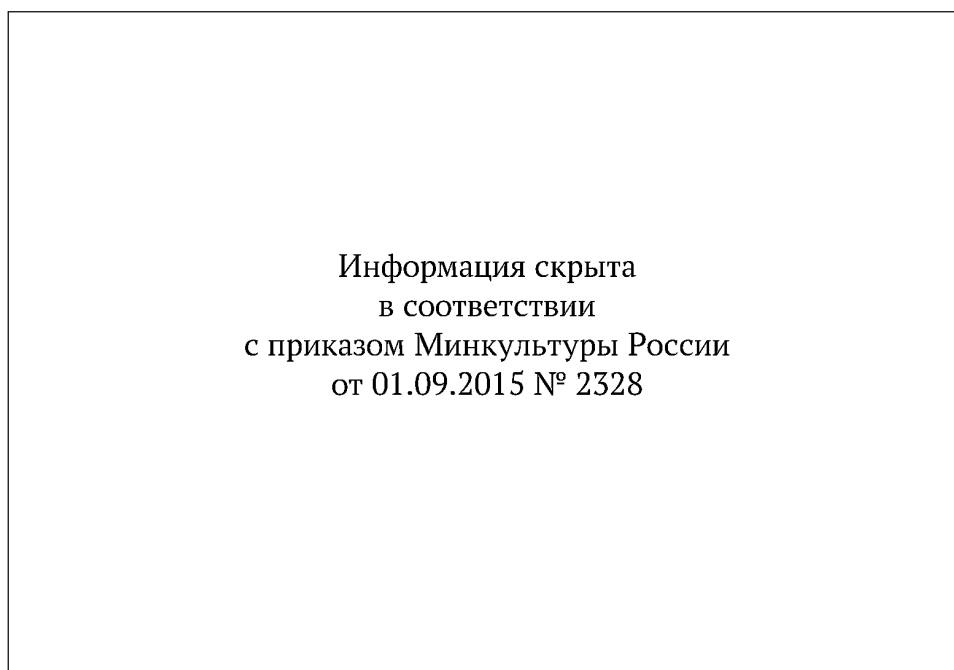 Информация скрыта
в соответствии
с приказом Минкультуры России
от 01.09.2015 № 2328